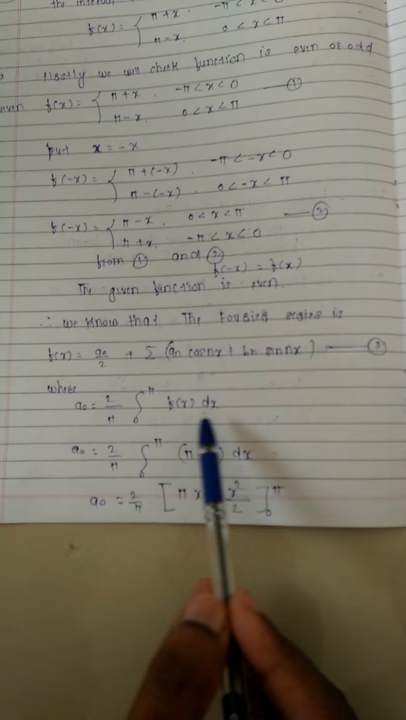 the interval
f(x) = { π + x , -π < x < 0
π - x , 0 < x < π
firstly we will check function is even or odd
given f(x) = { π + x , -π < x < 0 — ①
π - x , 0 < x < π
put x = -x
f(-x) = { π + (-x) , -π < -x < 0
π - (-x) , 0 < -x < π
f(-x) = { π - x , 0 < x < π — ②
π + x , -π < x < 0
from ① and ②
f(-x) = f(x)
The given function is even
∴ we know that The fourier series is
f(x) = a0/2 + Σ (an cosnx + bn sinnx) — ③
where
a0 = 2/π ∫0^π f(x) dx
a0 = 2/π ∫0^π (π ) dx
a0 = 2/π [ π x x²/2 ]0^π